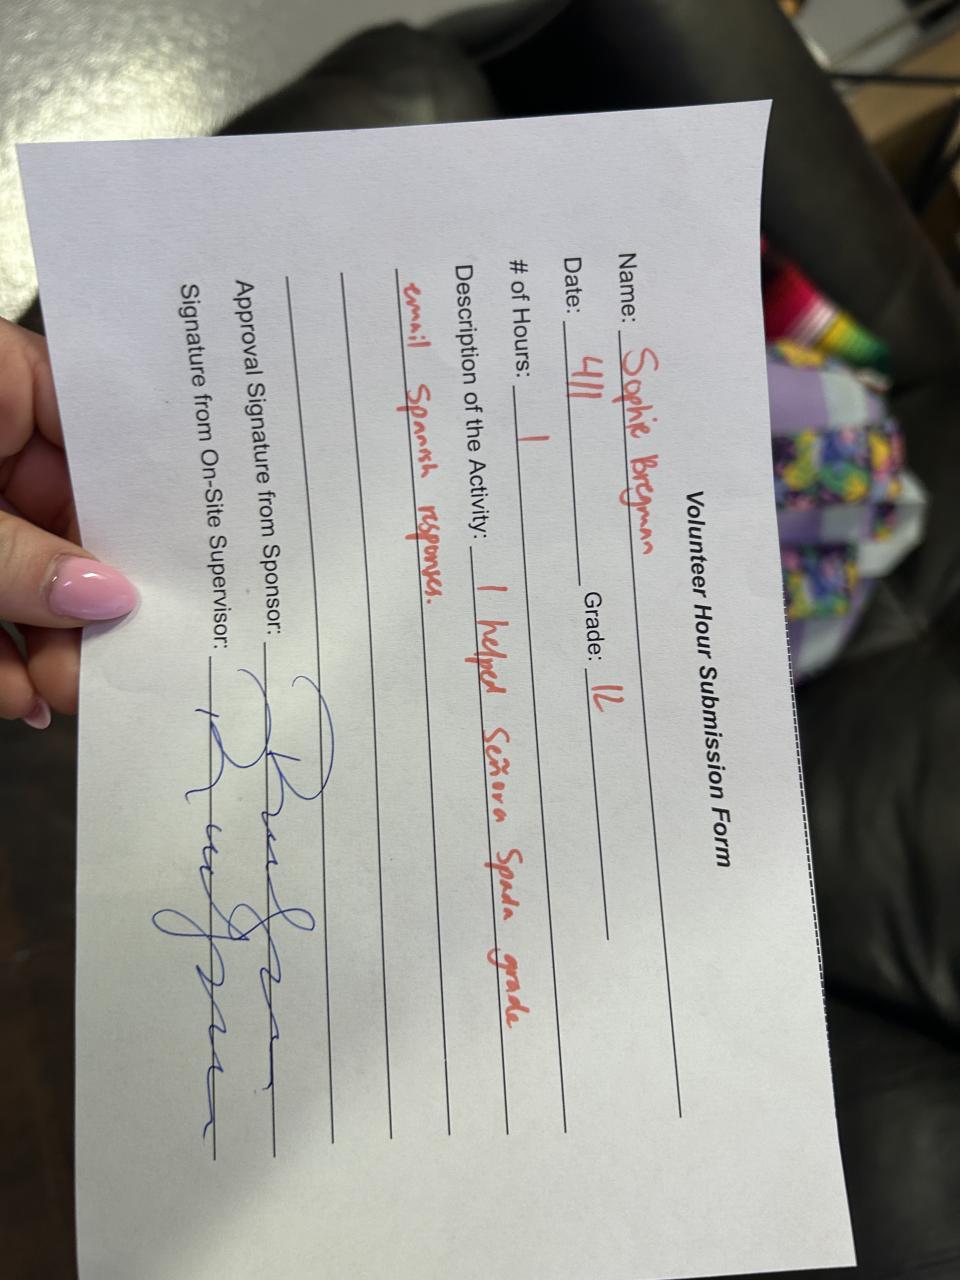 Volunteer Hour Submission Form
Name: Sophie Bregman
Date: 4/1 Grade: 12
# of Hours: 1
Description of the Activity: I helped Señora Spada grade
email Spanish responses.
Approval Signature from Sponsor:
Signature from On-Site Supervisor: